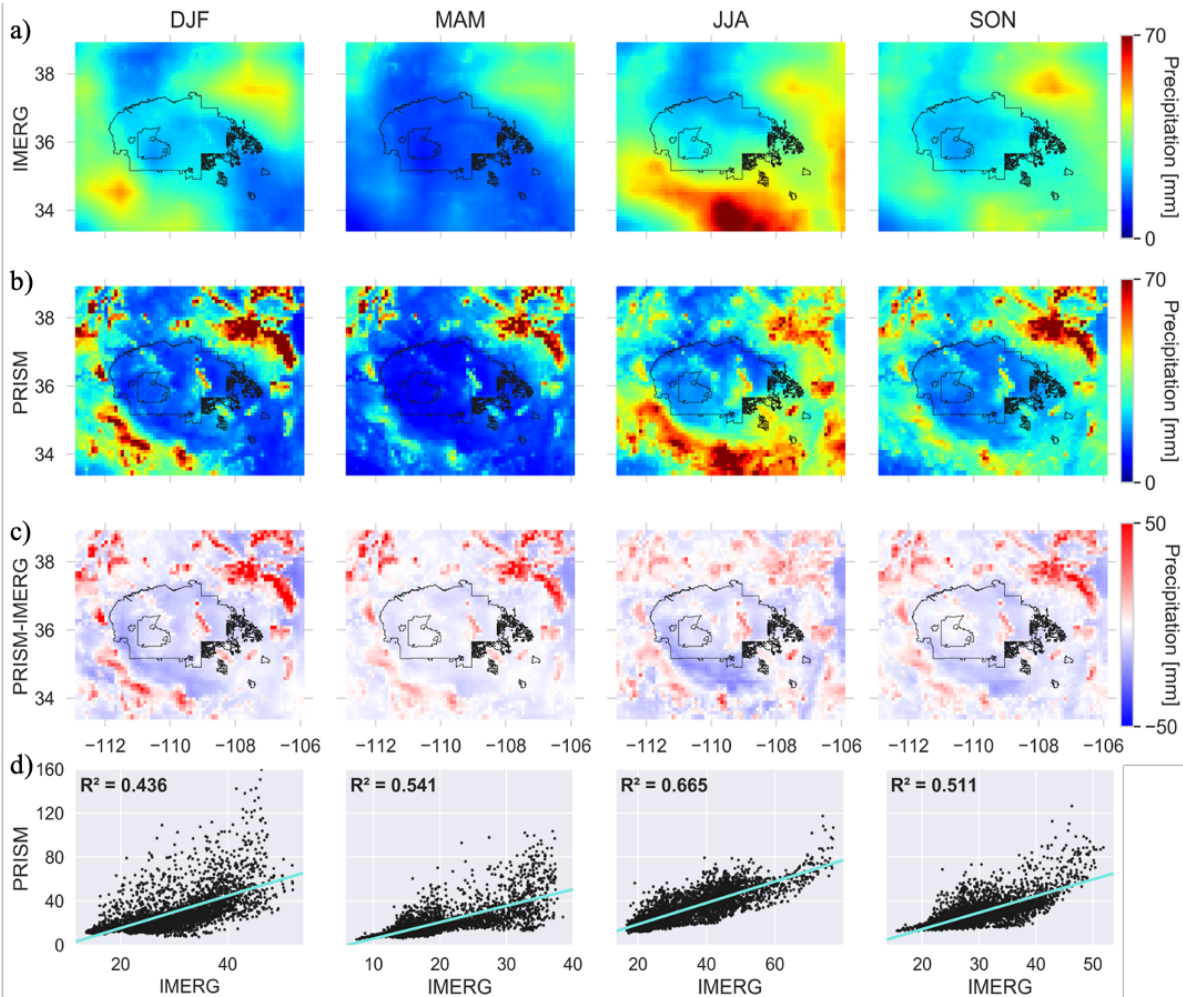 DJF MAM JJA SON
a)
38
36
34
IMERG
70
0
Precipitation [mm]
b)
38
36
34
PRISM
70
0
Precipitation [mm]
c)
38
36
34
PRISM-IMERG
50
−50
Precipitation [mm]
−112 −110 −108 −106 −112 −110 −108 −106 −112 −110 −108 −106 −112 −110 −108 −106
d)
160
120
80
40
0
PRISM
R² = 0.436 R² = 0.541 R² = 0.665 R² = 0.511
20 40 10 20 30 40 20 40 60 20 30 40 50
IMERG IMERG IMERG IMERG